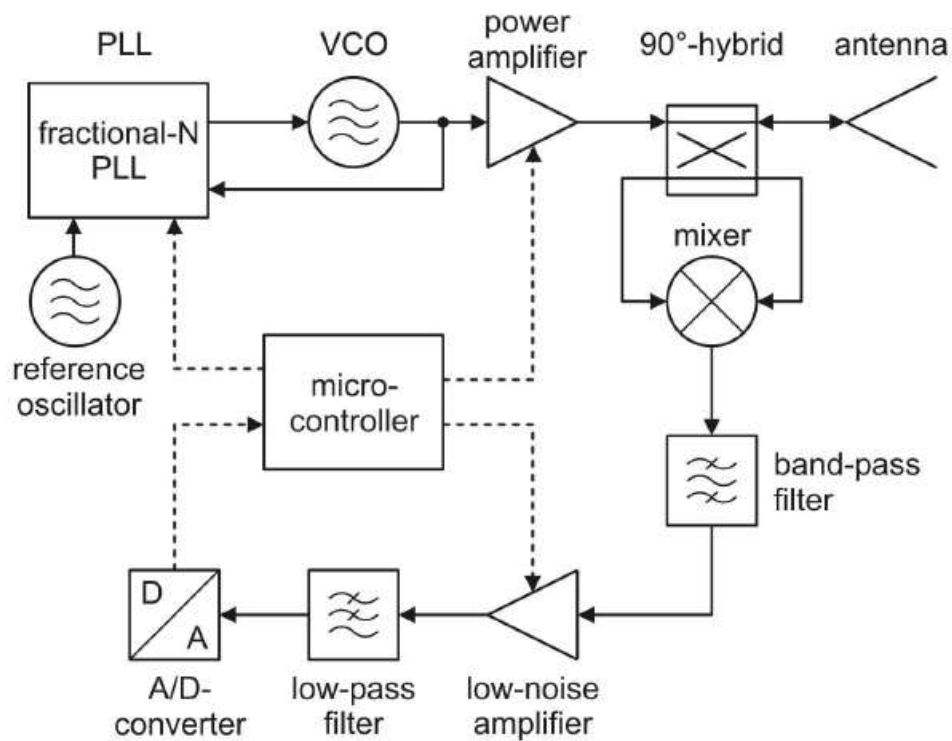 PLL
VCO
power
amplifier
90°-hybrid
antenna
fractional-N
PLL
mixer
reference
oscillator
micro-
controller
band-pass
filter
D
A
A/D-
converter
low-pass
filter
low-noise
amplifier